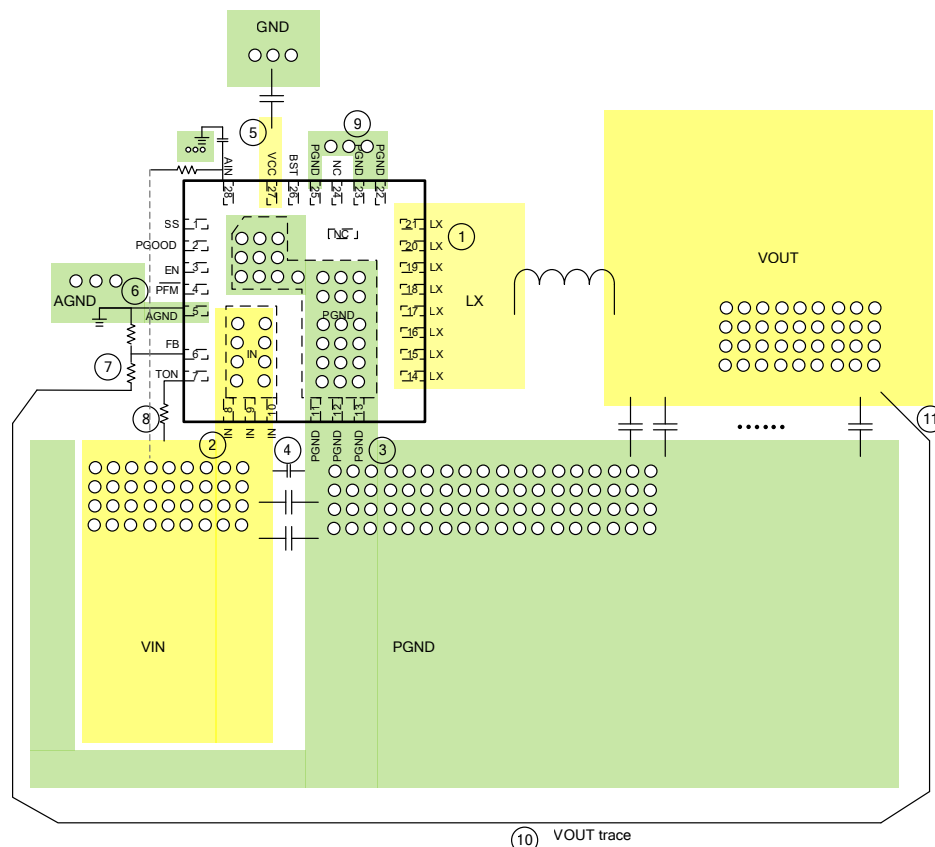 GND
5
9
AIN
VCC
BST
PGND
NC
PGND
PGND
28
27
26
25
24
23
22
SS 1
PGOOD 2
EN 3
PFM 4
AGND 5
FB 6
TON 7
NC
21 LX
20 LX
19 LX
18 LX
17 LX
16 LX
15 LX
14 LX
1
LX
VOUT
AGND
6
PGND
IN
7
8
8
9
10
11
12
13
IN
IN
IN
PGND
PGND
PGND
2
4
3
11
VIN
PGND
10 VOUT trace